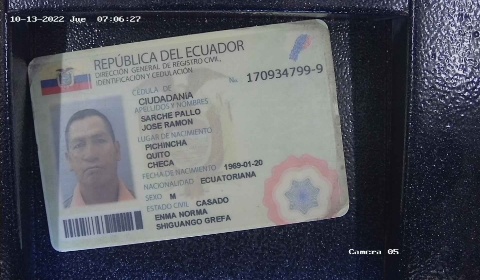 10-13-2022 Jue 07:06:27
REPÚBLICA DEL ECUADOR
DIRECCIÓN GENERAL DE REGISTRO CIVIL,
IDENTIFICACIÓN Y CEDULACIÓN
CÉDULA DE
CIUDADANÍA
No. 170934799-9
APELLIDOS Y NOMBRES
SARCHE PALLO
JOSE RAMON
LUGAR DE NACIMIENTO
PICHINCHA
QUITO
CHECA
FECHA DE NACIMIENTO 1969-01-20
NACIONALIDAD ECUATORIANA
SEXO M
ESTADO CIVIL CASADO
ENMA NORMA
SHIGUANGO GREFA
Camera 05